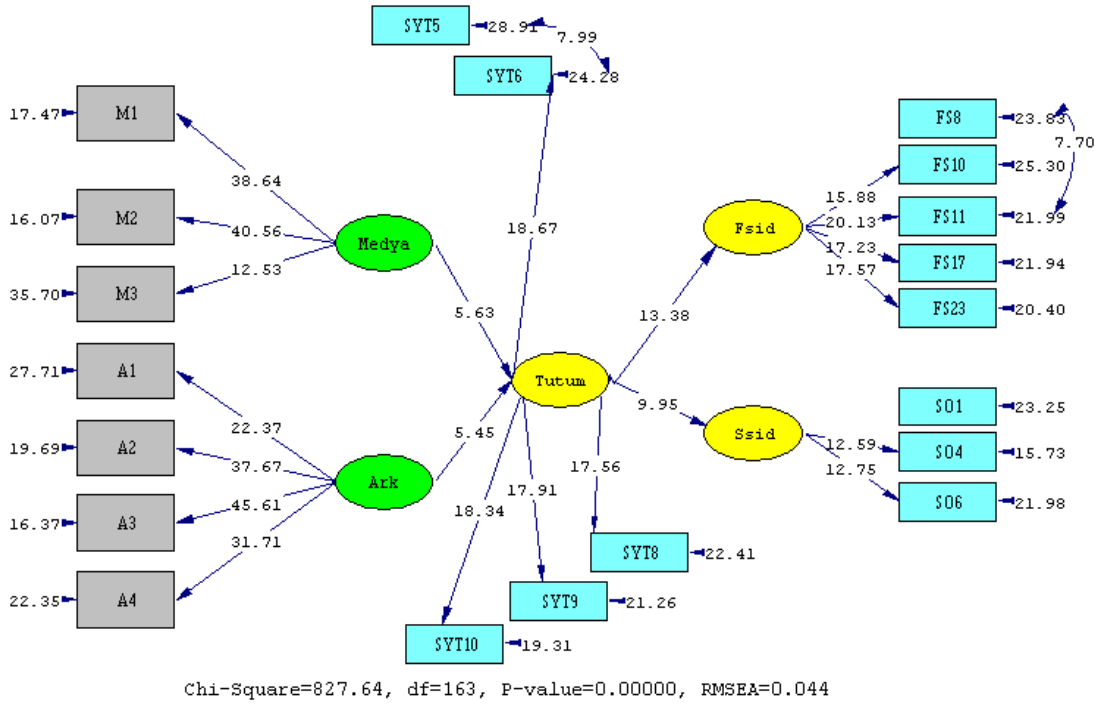 SYT5
28.91
7.99
SYT6
24.28
17.47
M1
38.64
16.07
M2
40.56
12.53
35.70
M3
Medya
5.63
18.67
27.71
A1
22.37
19.69
A2
37.67
16.37
A3
45.61
31.71
22.35
A4
Ark
5.45
Tutum
13.38
9.95
Fsid
15.88
20.13
17.23
17.57
FS8
23.83
7.70
FS10
25.30
FS11
21.99
FS17
21.94
FS23
20.40
Ssid
12.59
12.75
SO1
23.25
SO4
15.73
SO6
21.98
17.56
17.91
18.34
SYT8
22.41
SYT9
21.26
SYT10
19.31
Chi-Square=827.64, df=163, P-value=0.00000, RMSEA=0.044